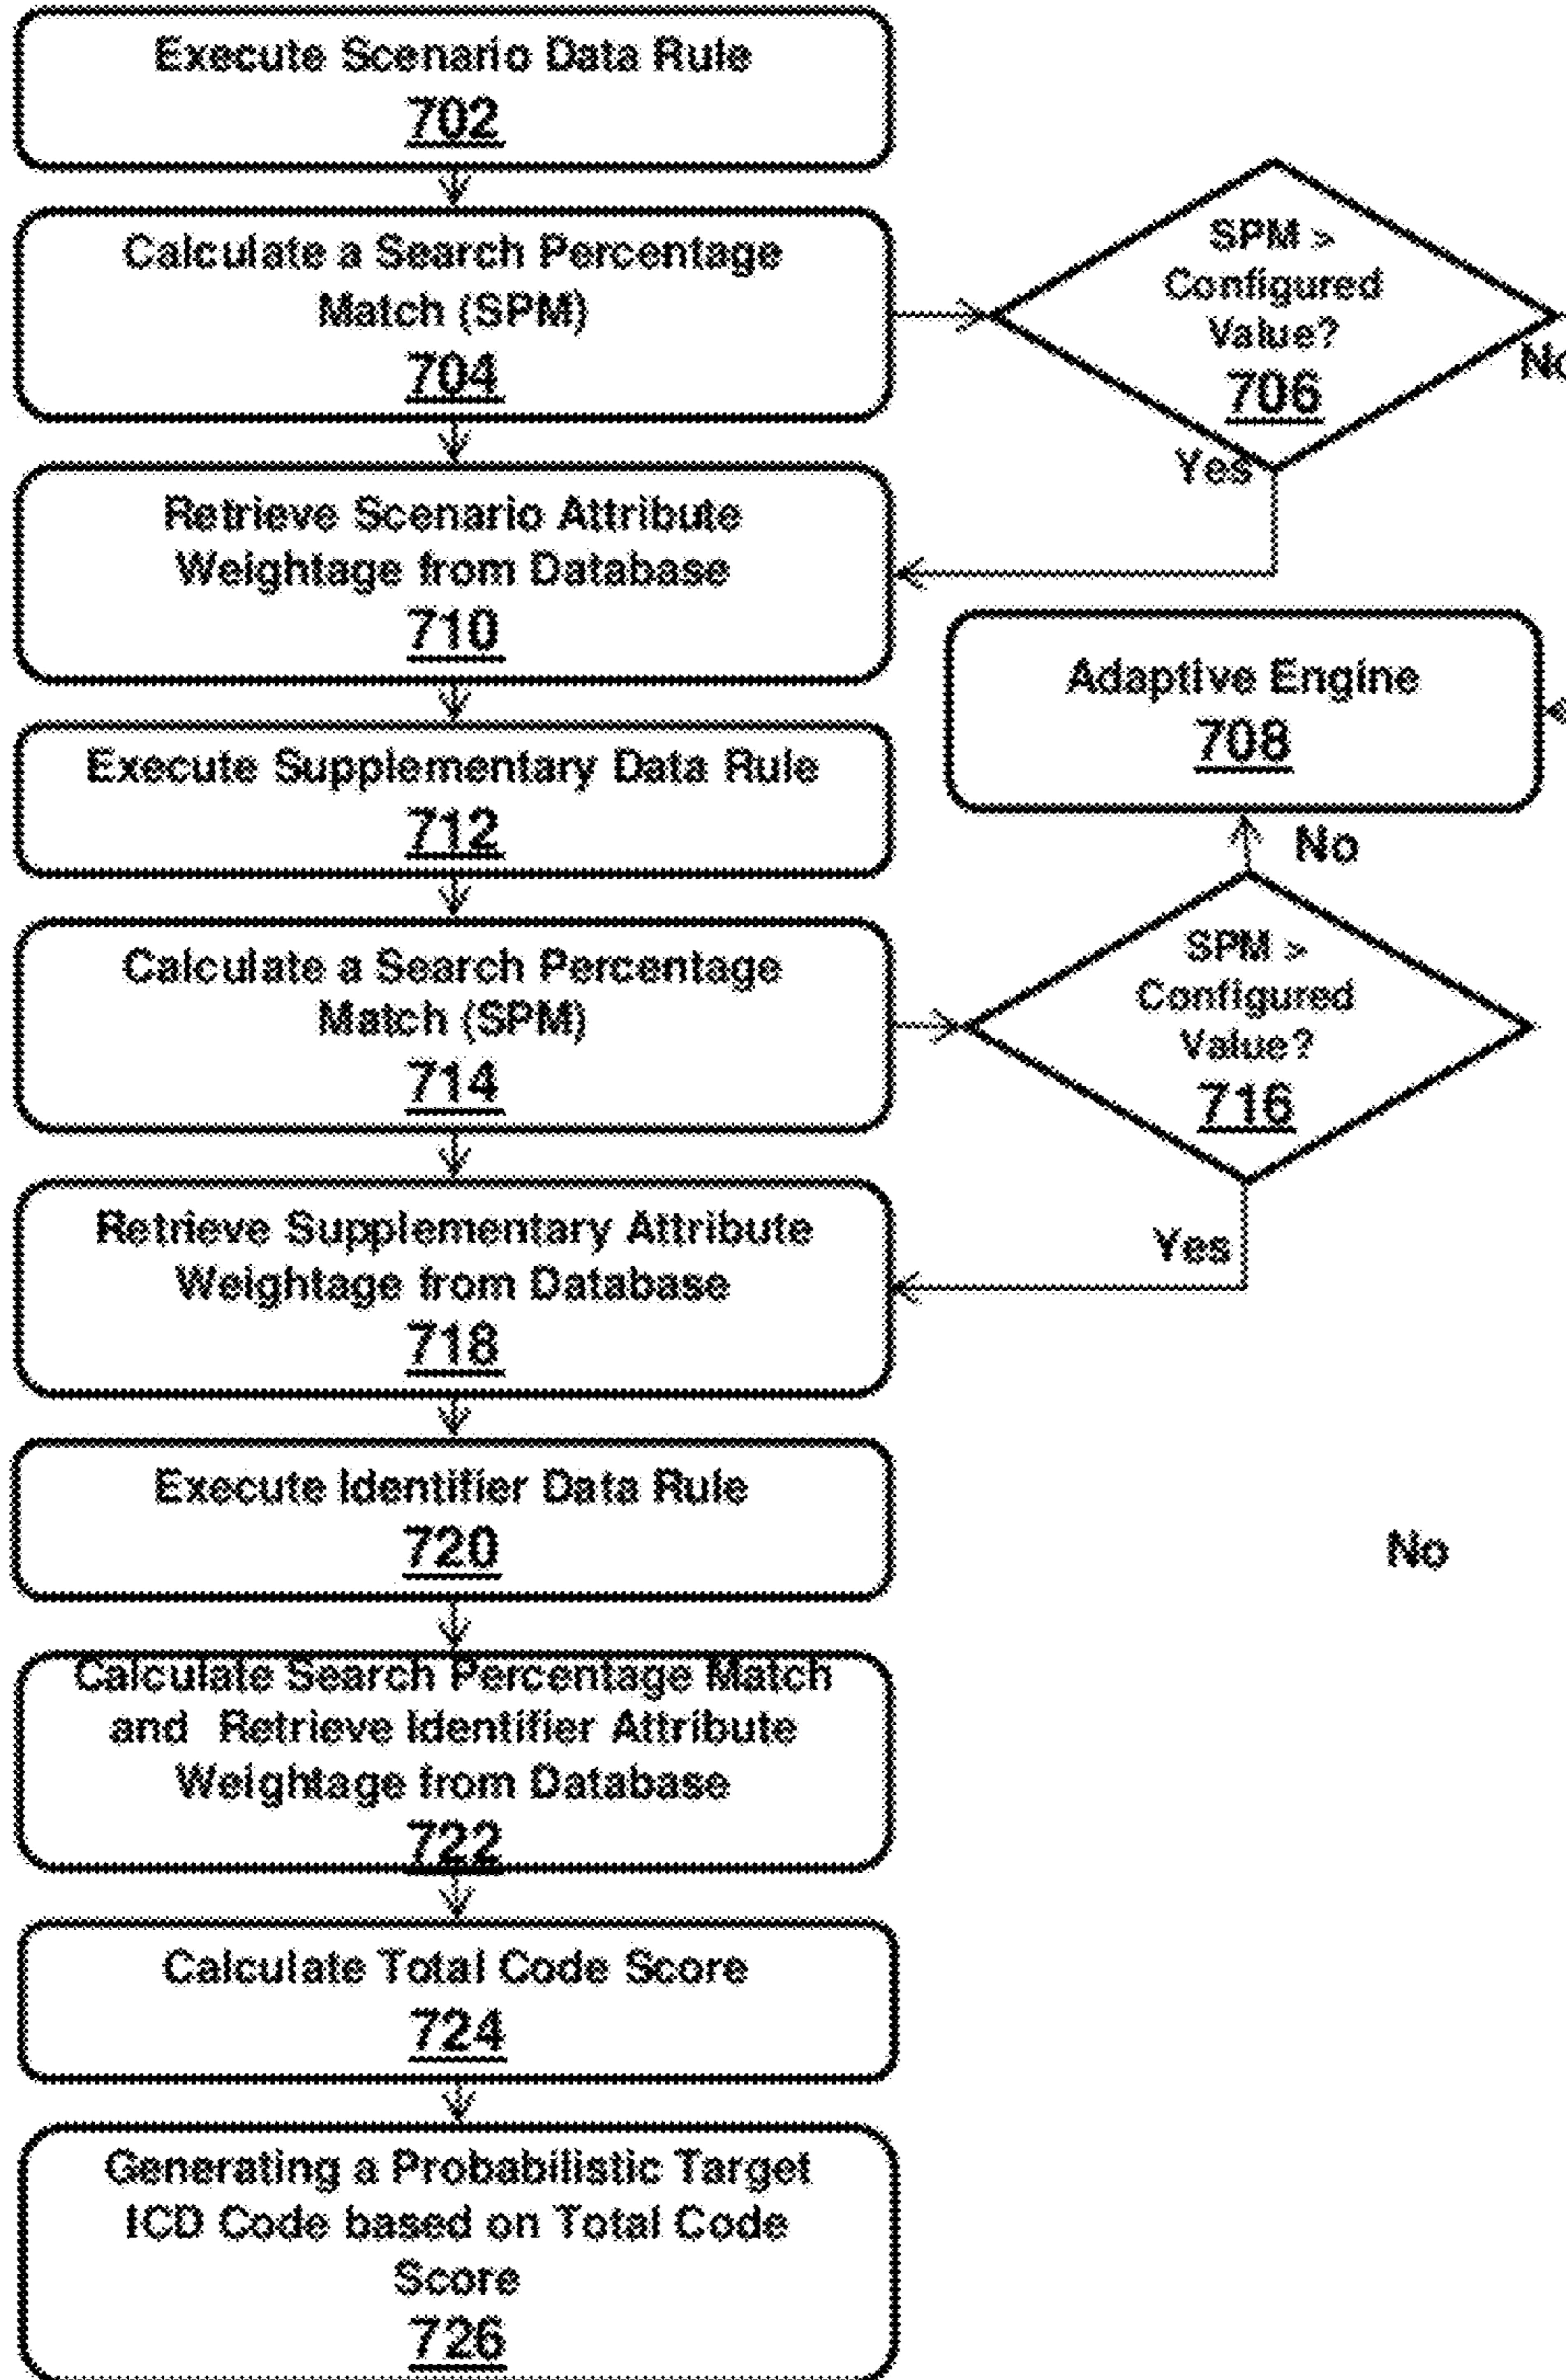 Execute Scenario Data Rule
702
Calculate a Search Percentage
Match (SPM)
704
SPM >
Configured
Value?
706
No
Yes
Retrieve Scenario Attribute
Weightage from Database
710
Adaptive Engine
708
Execute Supplementary Data Rule
712
No
Calculate a Search Percentage
Match (SPM)
714
SPM >
Configured
Value?
716
Yes
Retrieve Supplementary Attribute
Weightage from Database
718
Execute Identifier Data Rule
720
No
Calculate Search Percentage Match
and Retrieve Identifier Attribute
Weightage from Database
722
Calculate Total Code Score
724
Generating a Probabilistic Target
ICD Code based on Total Code
Score
726